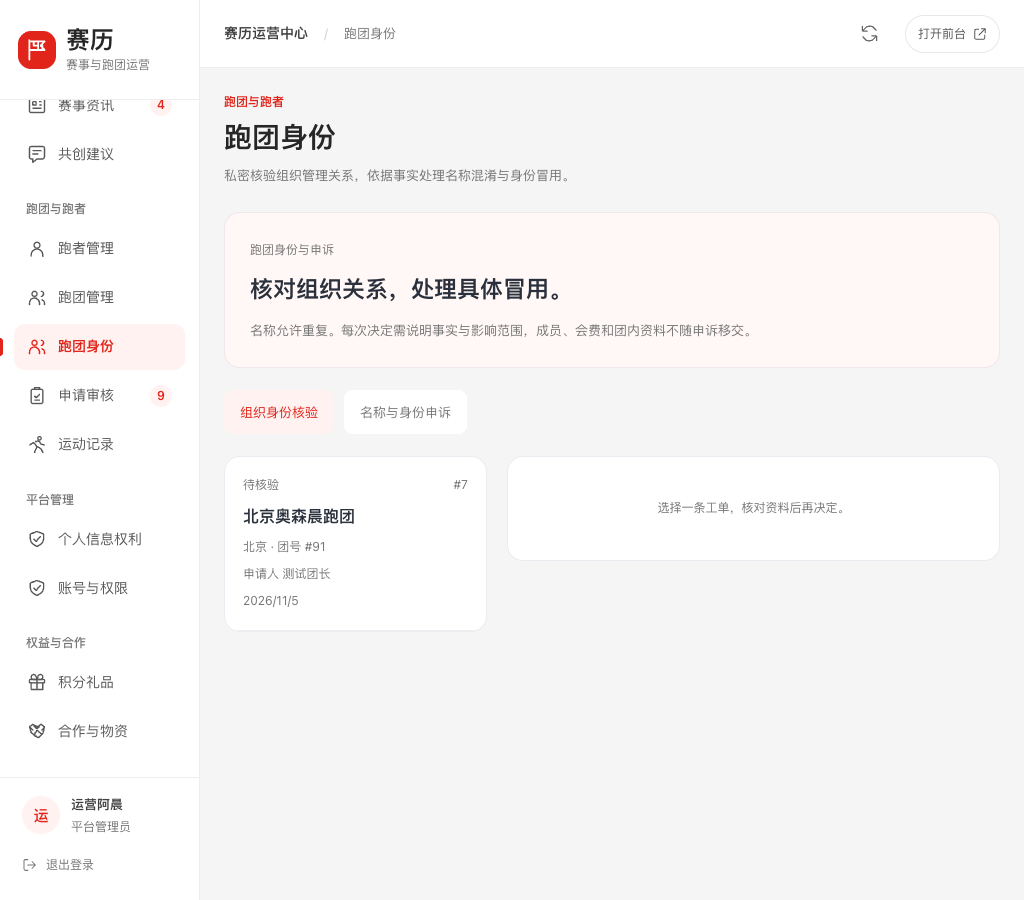 赛历
赛事与跑团运营
赛事资讯
4
共创建议
跑团与跑者
跑者管理
跑团管理
跑团身份
申请审核
9
运动记录
平台管理
个人信息权利
账号与权限
权益与合作
积分礼品
合作与物资
运
运营阿晨
平台管理员
退出登录
赛历运营中心 / 跑团身份
打开前台
跑团与跑者
跑团身份
私密核验组织管理关系，依据事实处理名称混淆与身份冒用。
跑团身份与申诉
核对组织关系，处理具体冒用。
名称允许重复。每次决定需说明事实与影响范围，成员、会费和团内资料不随申诉移交。
组织身份核验
名称与身份申诉
待核验 #7
北京奥森晨跑团
北京 · 团号 #91
申请人 测试团长
2026/11/5
选择一条工单，核对资料后再决定。